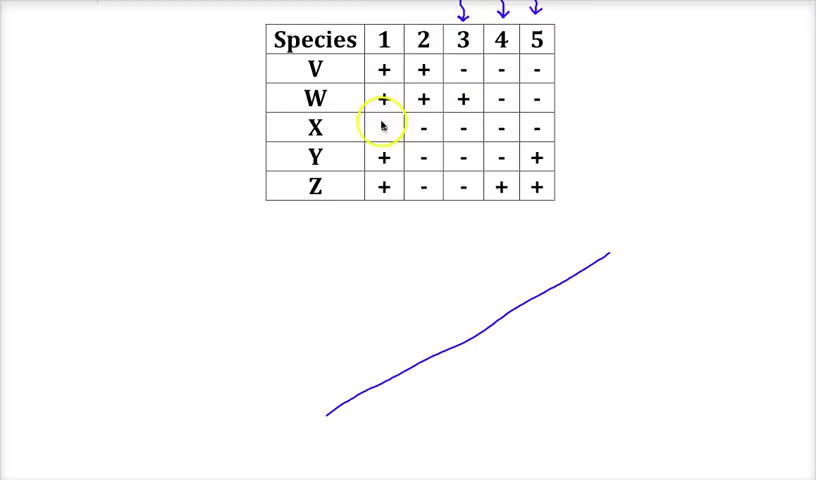 Species 1 2 3 4 5
V + + - - -
W + + + - -
X - - - -
Y + - - - +
Z + - - + +